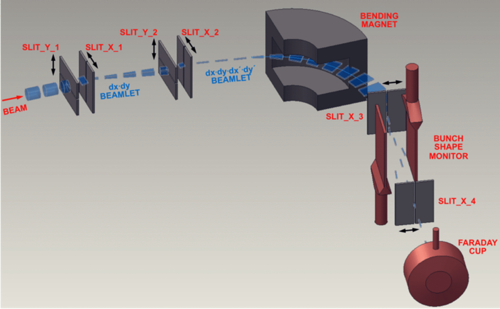 SLIT_Y_1
SLIT_X_1
SLIT_Y_2
SLIT_X_2
BENDING
MAGNET
BEAM
dx·dy
BEAMLET
dx·dy·dx´·dy´
BEAMLET
SLIT_X_3
BUNCH
SHAPE
MONITOR
SLIT_X_4
FARADAY
CUP